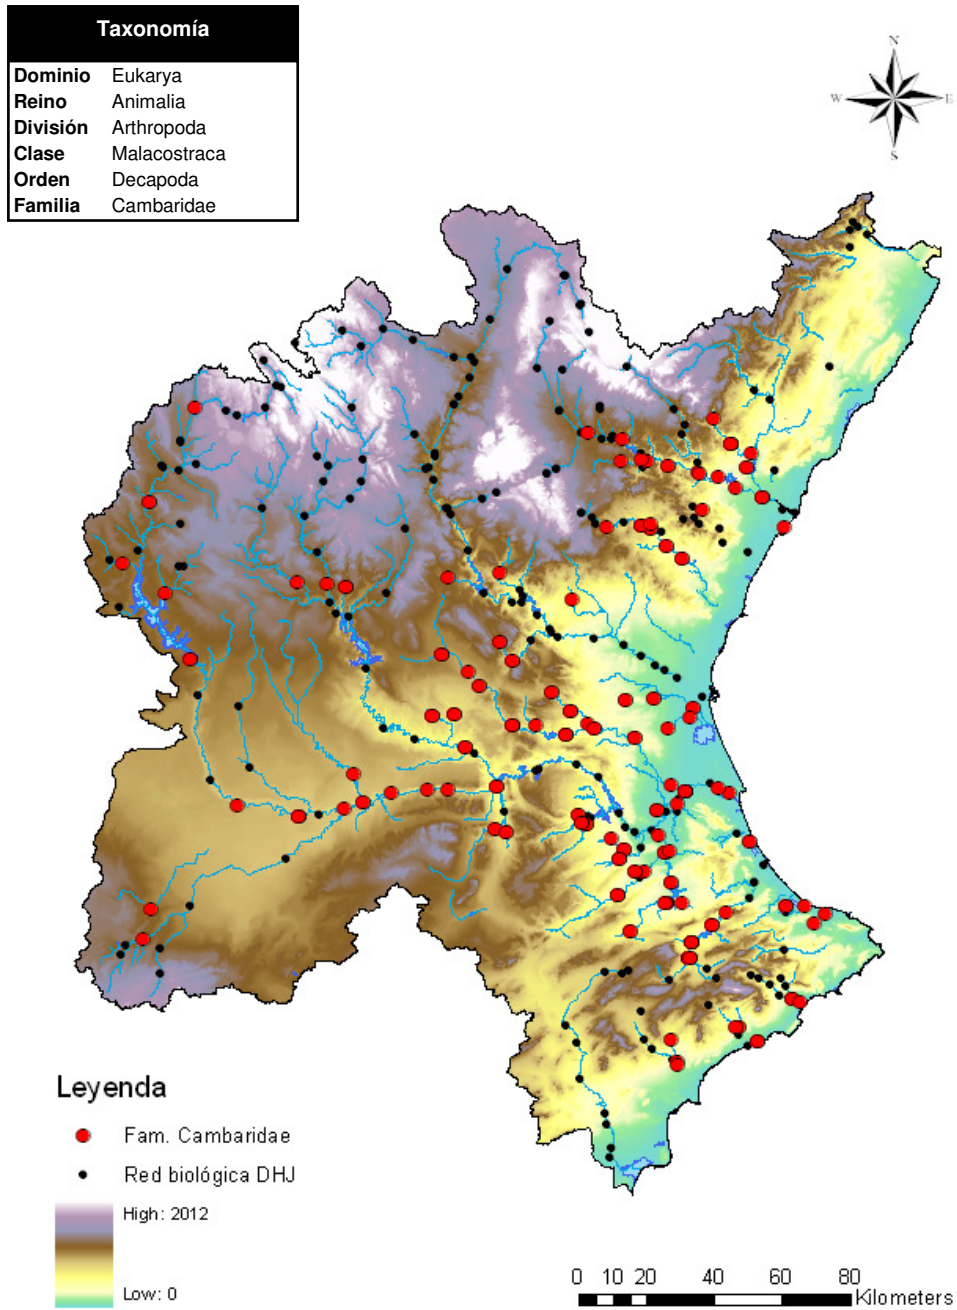 Taxonomía
Dominio Eukarya
Reino Animalia
División Arthropoda
Clase Malacostraca
Orden Decapoda
Familia Cambaridae
N
W E
S
Leyenda
Fam. Cambaridae
Red biológica DHJ
High: 2012
Low: 0
0 10 20 40 60 80
Kilometers